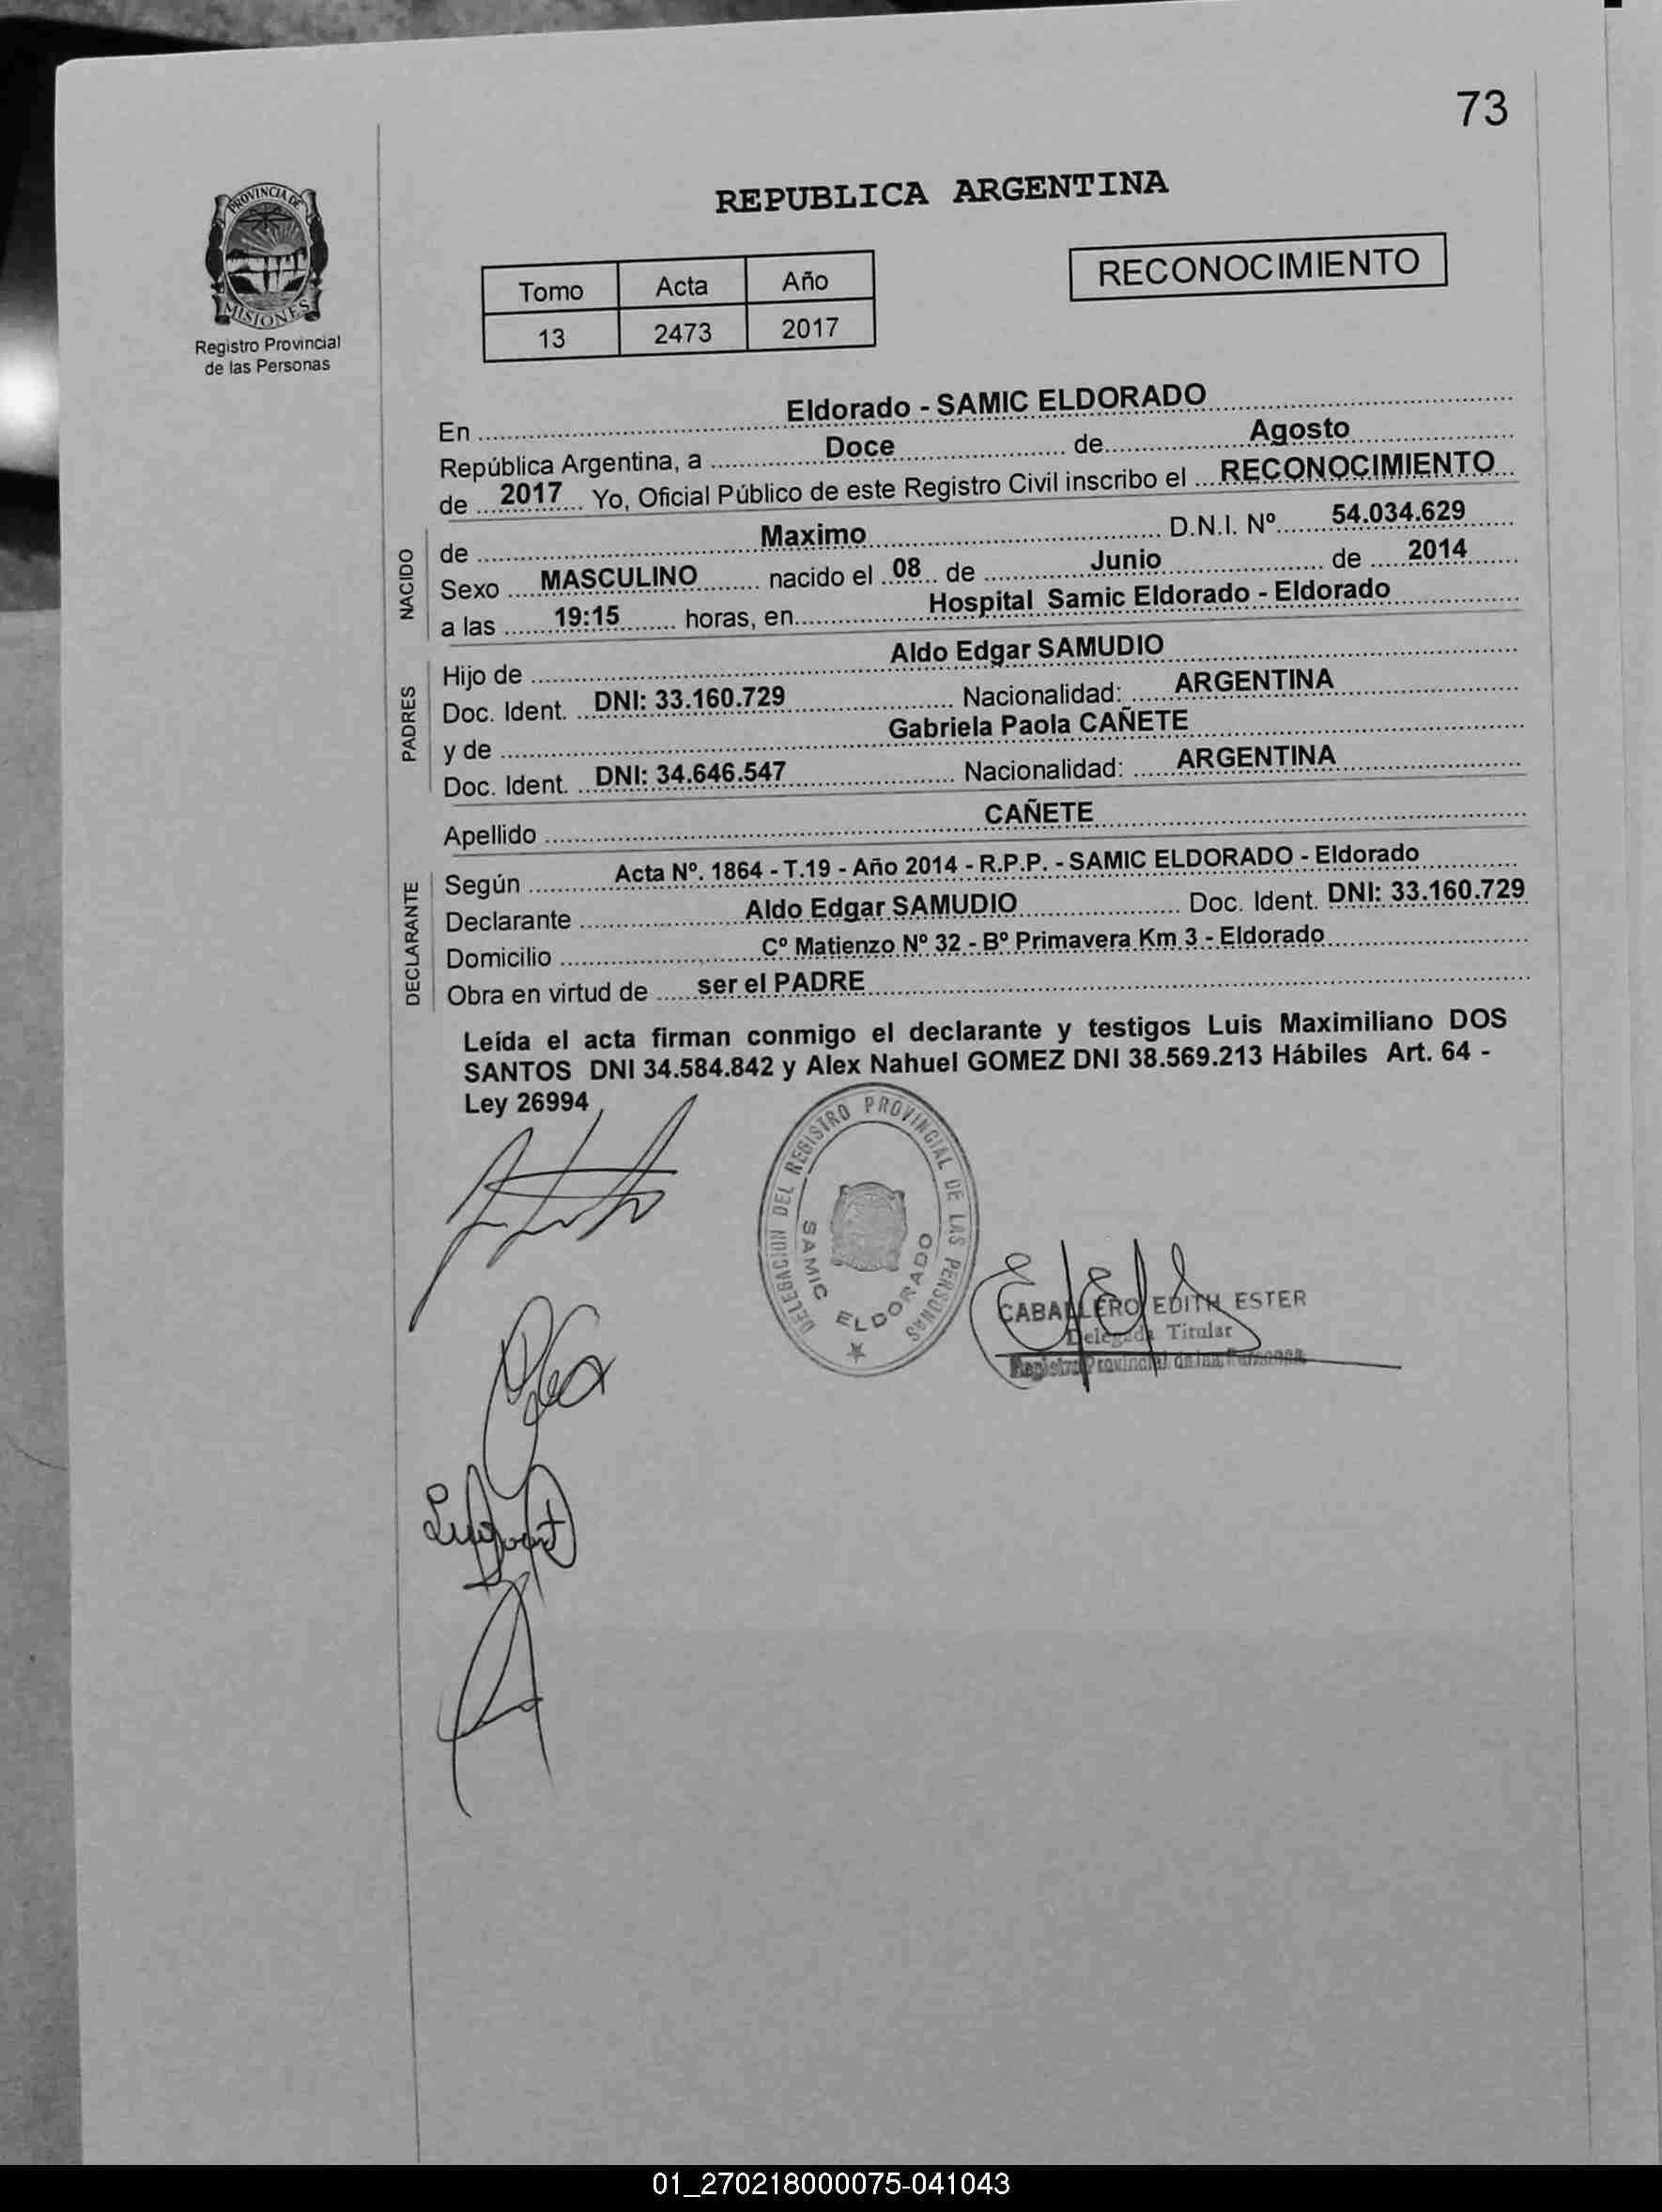 73
PROVINCIA DE
MISIONES
Registro Provincial
de las Personas
REPUBLICA ARGENTINA
RECONOCIMIENTO
Tomo Acta Año
13 2473 2017
En Eldorado - SAMIC ELDORADO
República Argentina, a Doce de Agosto
de 2017 Yo, Oficial Público de este Registro Civil inscribo el RECONOCIMIENTO
NACIDO
de Maximo D.N.I. Nº 54.034.629
Sexo MASCULINO nacido el 08 de Junio de 2014
a las 19:15 horas, en Hospital Samic Eldorado - Eldorado
PADRES
Hijo de Aldo Edgar SAMUDIO
Doc. Ident. DNI: 33.160.729 Nacionalidad: ARGENTINA
y de Gabriela Paola CAÑETE
Doc. Ident. DNI: 34.646.547 Nacionalidad: ARGENTINA
Apellido CAÑETE
DECLARANTE
Según Acta Nº. 1864 - T.19 - Año 2014 - R.P.P. - SAMIC ELDORADO - Eldorado
Declarante Aldo Edgar SAMUDIO Doc. Ident. DNI: 33.160.729
Domicilio Cº Matienzo Nº 32 - Bº Primavera Km 3 - Eldorado
Obra en virtud de ser el PADRE
Leída el acta firman conmigo el declarante y testigos Luis Maximiliano DOS
SANTOS DNI 34.584.842 y Alex Nahuel GOMEZ DNI 38.569.213 Hábiles Art. 64 -
Ley 26994
DELEGACION DEL REGISTRO PROVINCIAL DE LAS PERSONAS
SAMIC ELDORADO
CABALLERO EDITH ESTER
Delegada Titular
Registro Provincial de las Personas
01_270218000075-041043